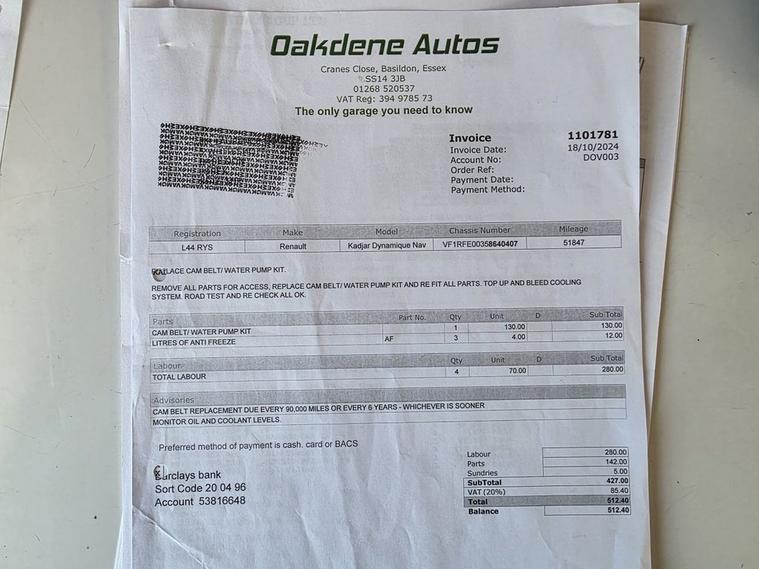 Oakdene Autos
Cranes Close, Basildon, Essex
SS14 3JB
01268 520537
VAT Reg: 394 9785 73
The only garage you need to know
Invoice 1101781
Invoice Date: 18/10/2024
Account No: DOV003
Order Ref:
Payment Date:
Payment Method:
Registration Make Model Chassis Number Mileage
L44 RYS Renault Kadjar Dynamique Nav VF1RFE00358640407 51847
CAM BELT/ WATER PUMP KIT.
REMOVE ALL PARTS FOR ACCESS, REPLACE CAM BELT/ WATER PUMP KIT AND RE FIT ALL PARTS. TOP UP AND BLEED COOLING
SYSTEM. ROAD TEST AND RE CHECK ALL OK.
Parts Part No. Qty Unit D Sub Total
CAM BELT/ WATER PUMP KIT 1 130.00 130.00
LITRES OF ANTI FREEZE AF 3 4.00 12.00
Labour Qty Unit D Sub Total
TOTAL LABOUR 4 70.00 280.00
Advisories
CAM BELT REPLACEMENT DUE EVERY 90,000 MILES OR EVERY 6 YEARS - WHICHEVER IS SOONER
MONITOR OIL AND COOLANT LEVELS.
Preferred method of payment is cash. card or BACS
Barclays bank
Sort Code 20 04 96
Account 53816648
Labour 280.00
Parts 142.00
Sundries 5.00
SubTotal 427.00
VAT (20%) 85.40
Total 512.40
Balance 512.40